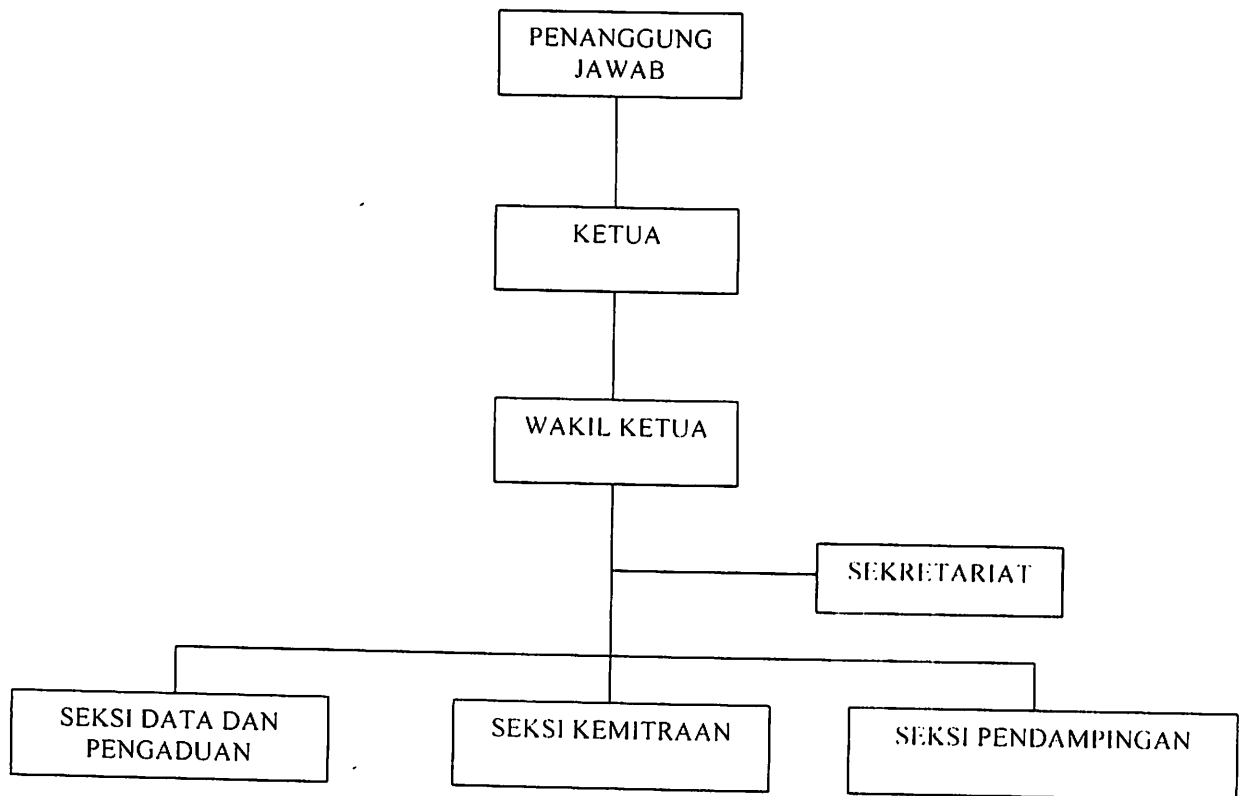 PENANGGUNG
JAWAB
KETUA
WAKIL KETUA
SEKRETARIAT
SEKSI DATA DAN
PENGADUAN
SEKSI KEMITRAAN
SEKSI PENDAMPINGAN